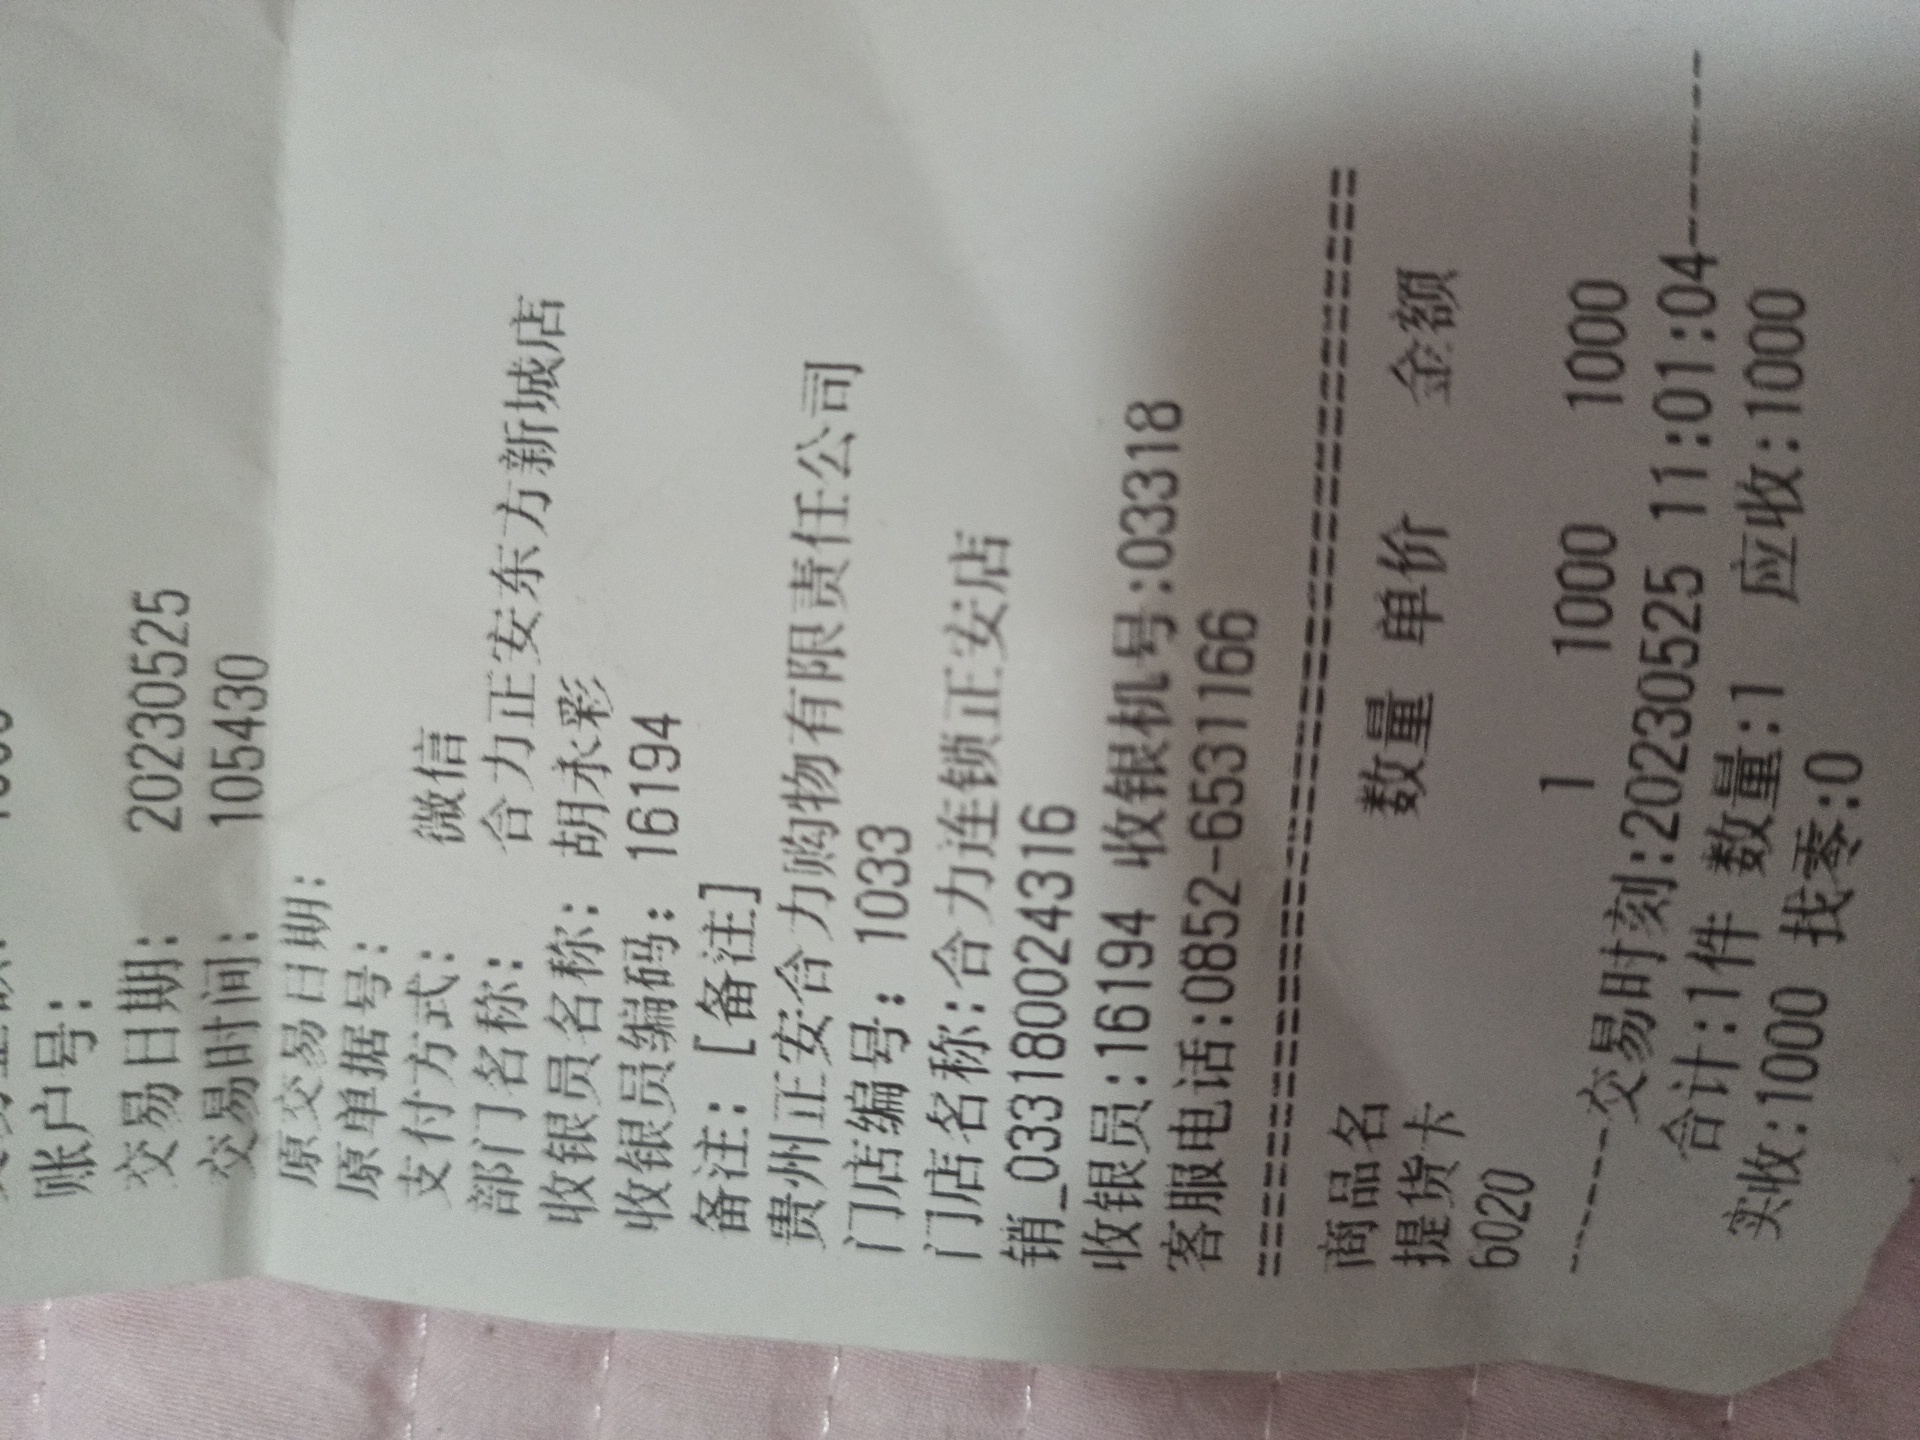 账户号：
交易日期： 20230525
交易时间： 105430
原交易日期：
原单据号：
支付方式： 微信
部门名称： 合力正安东方新城店
收银员名称： 胡永彩
收银员编码： 16194
备注： [备注]
贵州正安合力购物有限责任公司
门店编号： 1033
门店名称:合力连锁正安店
销_0331800024316
收银员:16194 收银机号:03318
客服电话:0852-6531166
================================
商品名 数量 单价 金额
提货卡
6020 1 1000 1000
-----交易时刻:20230525 11:01:04------
合计:1件 数量:1 应收:1000
实收:1000 找零:0